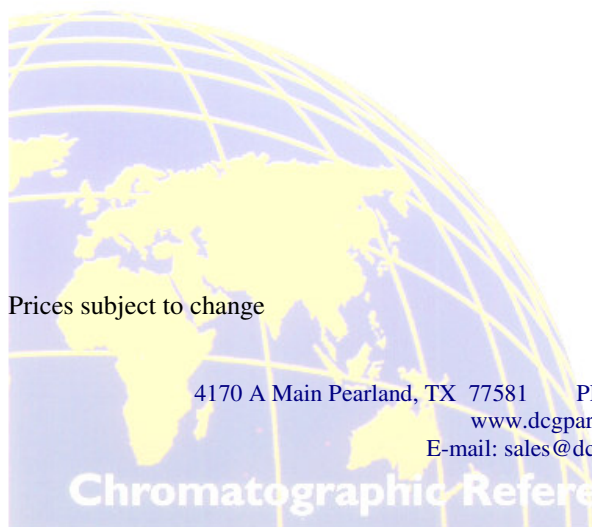 Prices subject to change
4170 A Main Pearland, TX 77581
www.dcgpar
E-mail: sales@dc
Chromatographic Refere